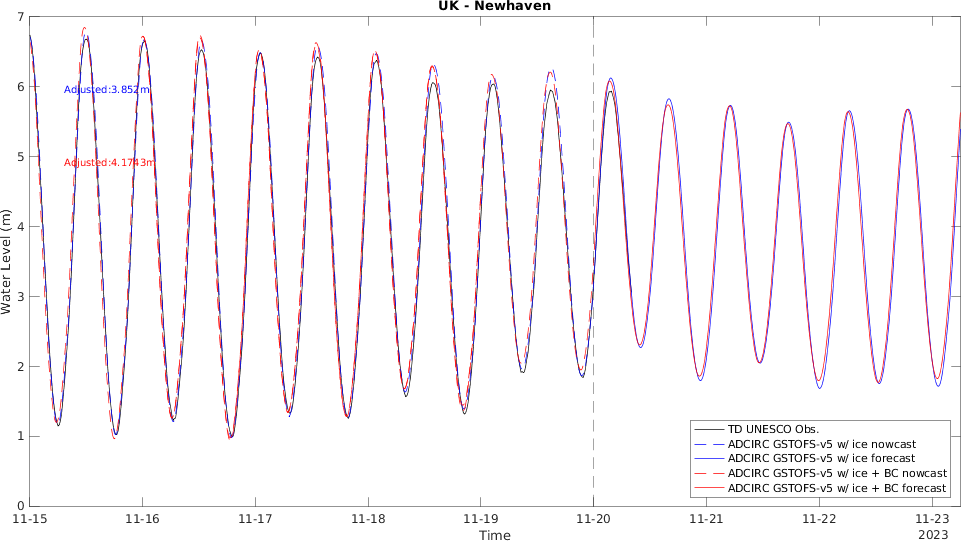 UK - Newhaven
7
6
5
4
3
2
1
0
Water Level (m)
Adjusted:3.852m
Adjusted:4.1743m
TD UNESCO Obs.
ADCIRC GSTOFS-v5 w/ ice nowcast
ADCIRC GSTOFS-v5 w/ ice forecast
ADCIRC GSTOFS-v5 w/ ice + BC nowcast
ADCIRC GSTOFS-v5 w/ ice + BC forecast
11-15 11-16 11-17 11-18 11-19 11-20 11-21 11-22 11-23
Time
2023